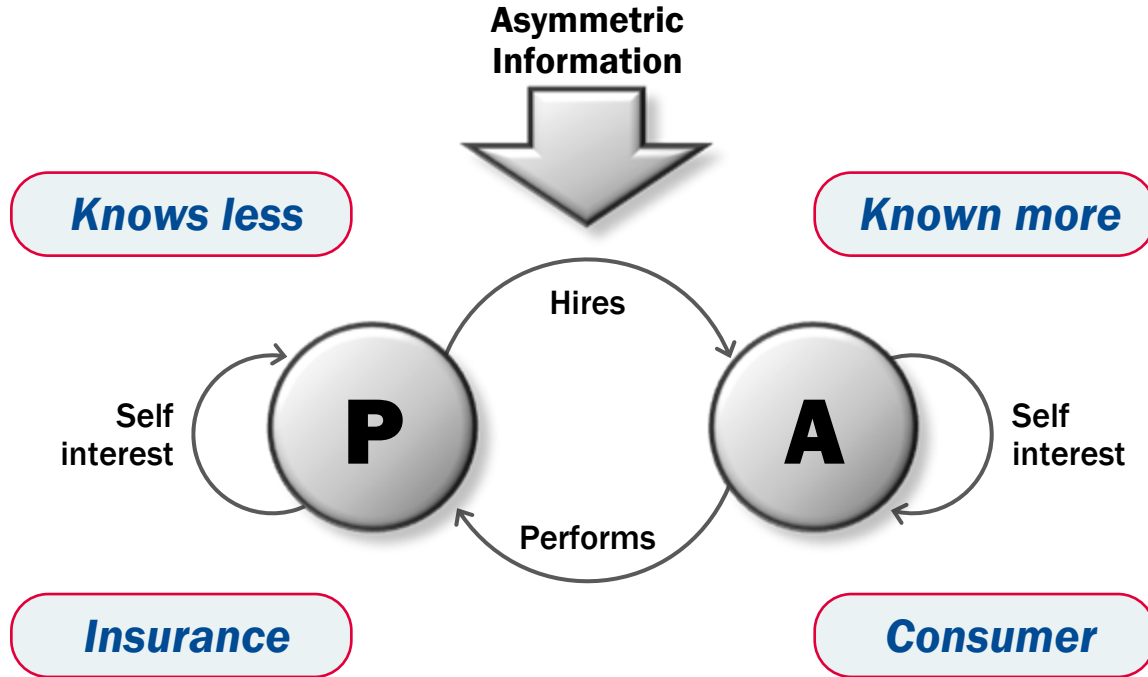 Asymmetric
Information
Knows less
Known more
Hires
Self
interest
P
A
Self
interest
Performs
Insurance
Consumer